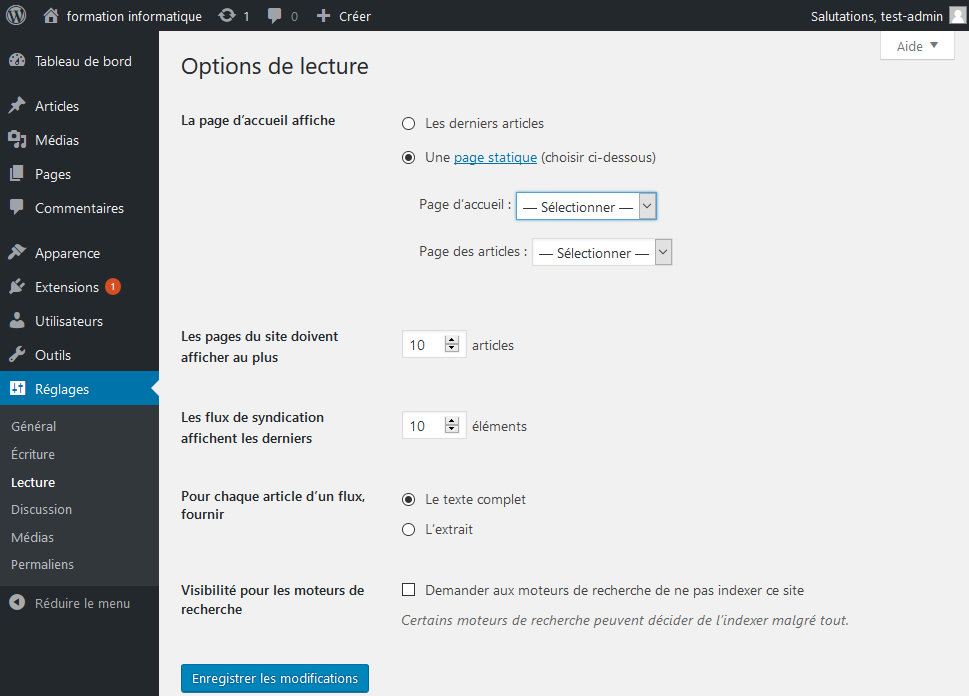 formation informatique 1 0 Créer Salutations, test-admin
Aide
Tableau de bord
Articles
Médias
Pages
Commentaires
Apparence
Extensions 1
Utilisateurs
Outils
Réglages
Général
Écriture
Lecture
Discussion
Médias
Permaliens
Réduire le menu
Options de lecture
La page d’accueil affiche
Les derniers articles
Une page statique (choisir ci-dessous)
Page d’accueil : — Sélectionner —
Page des articles : — Sélectionner —
Les pages du site doivent
afficher au plus
10 articles
Les flux de syndication
affichent les derniers
10 éléments
Pour chaque article d’un flux,
fournir
Le texte complet
L’extrait
Visibilité pour les moteurs de
recherche
Demander aux moteurs de recherche de ne pas indexer ce site
Certains moteurs de recherche peuvent décider de l’indexer malgré tout.
Enregistrer les modifications